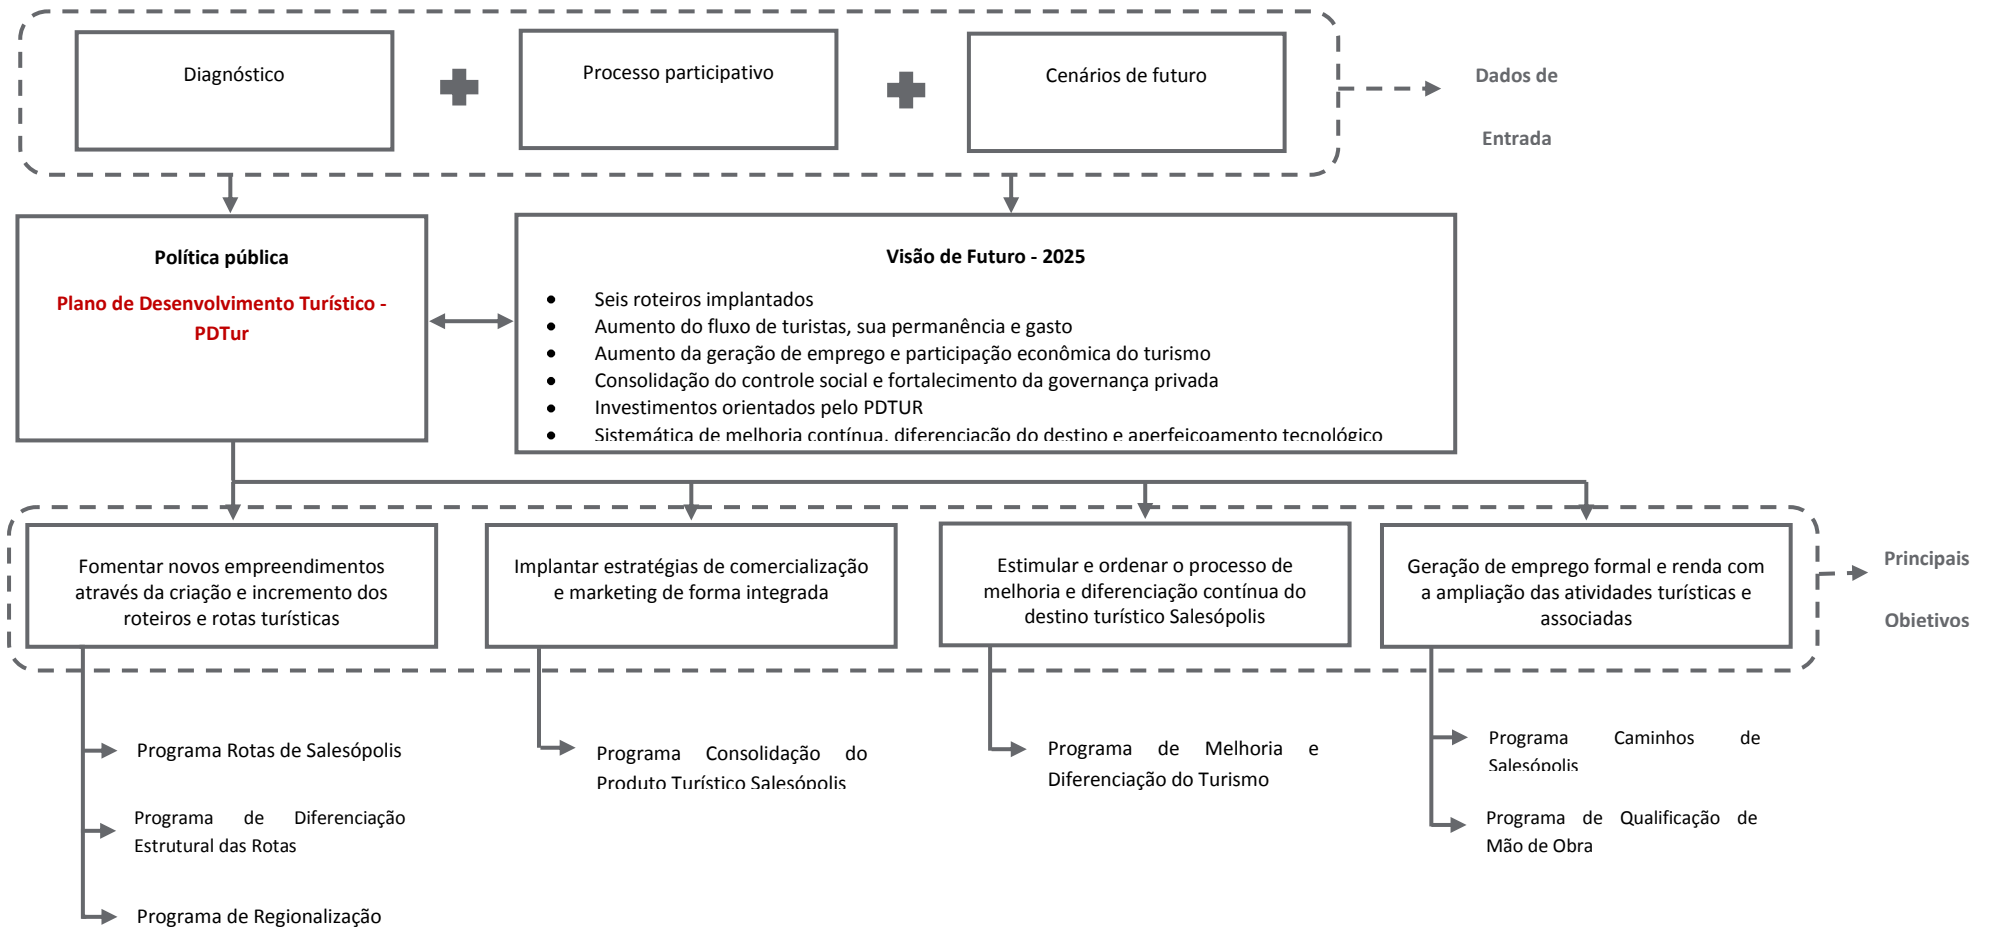 Diagnóstico
Processo participativo
Cenários de futuro
Dados de
Entrada
Política pública
Plano de Desenvolvimento Turístico -
PDTur
Visão de Futuro - 2025
• Seis roteiros implantados
• Aumento do fluxo de turistas, sua permanência e gasto
• Aumento da geração de emprego e participação econômica do turismo
• Consolidação do controle social e fortalecimento da governança privada
• Investimentos orientados pelo PDTUR
• Sistemática de melhoria contínua, diferenciação do destino e aperfeiçoamento tecnológico
Fomentar novos empreendimentos
através da criação e incremento dos
roteiros e rotas turísticas
Implantar estratégias de comercialização
e marketing de forma integrada
Estimular e ordenar o processo de
melhoria e diferenciação contínua do
destino turístico Salesópolis
Geração de emprego formal e renda com
a ampliação das atividades turísticas e
associadas
Principais
Objetivos
Programa Rotas de Salesópolis
Programa de Diferenciação
Estrutural das Rotas
Programa de Regionalização
Programa Consolidação do
Produto Turístico Salesópolis
Programa de Melhoria e
Diferenciação do Turismo
Programa Caminhos de
Salesópolis
Programa de Qualificação de
Mão de Obra